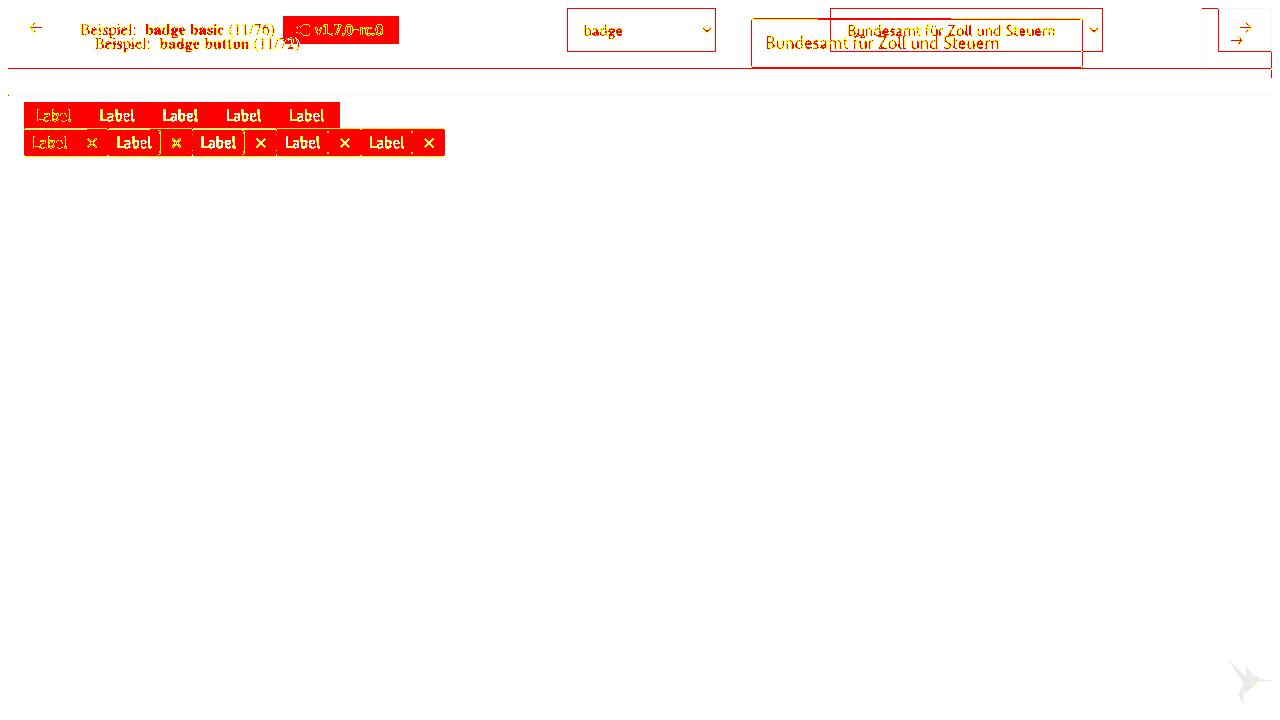 Beispiel: badge basic (11/76) v1.7.0-rc.0 badge Bundesamt für Zoll und Steuern
Beispiel: badge button (11/72) Bundesamt für Zoll und Steuern
Label Label Label Label Label
Label Label Label Label Label